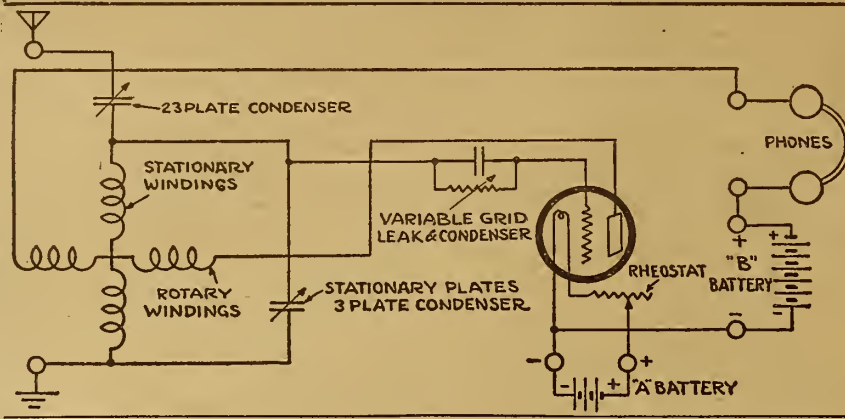 23 PLATE CONDENSER
STATIONARY
WINDINGS
PHONES
VARIABLE GRID
LEAK & CONDENSER
RHEOSTAT
+
"B"
BATTERY
+
-
ROTARY
WINDINGS
STATIONARY PLATES
3 PLATE CONDENSER
-
-
+
- +
"A" BATTERY